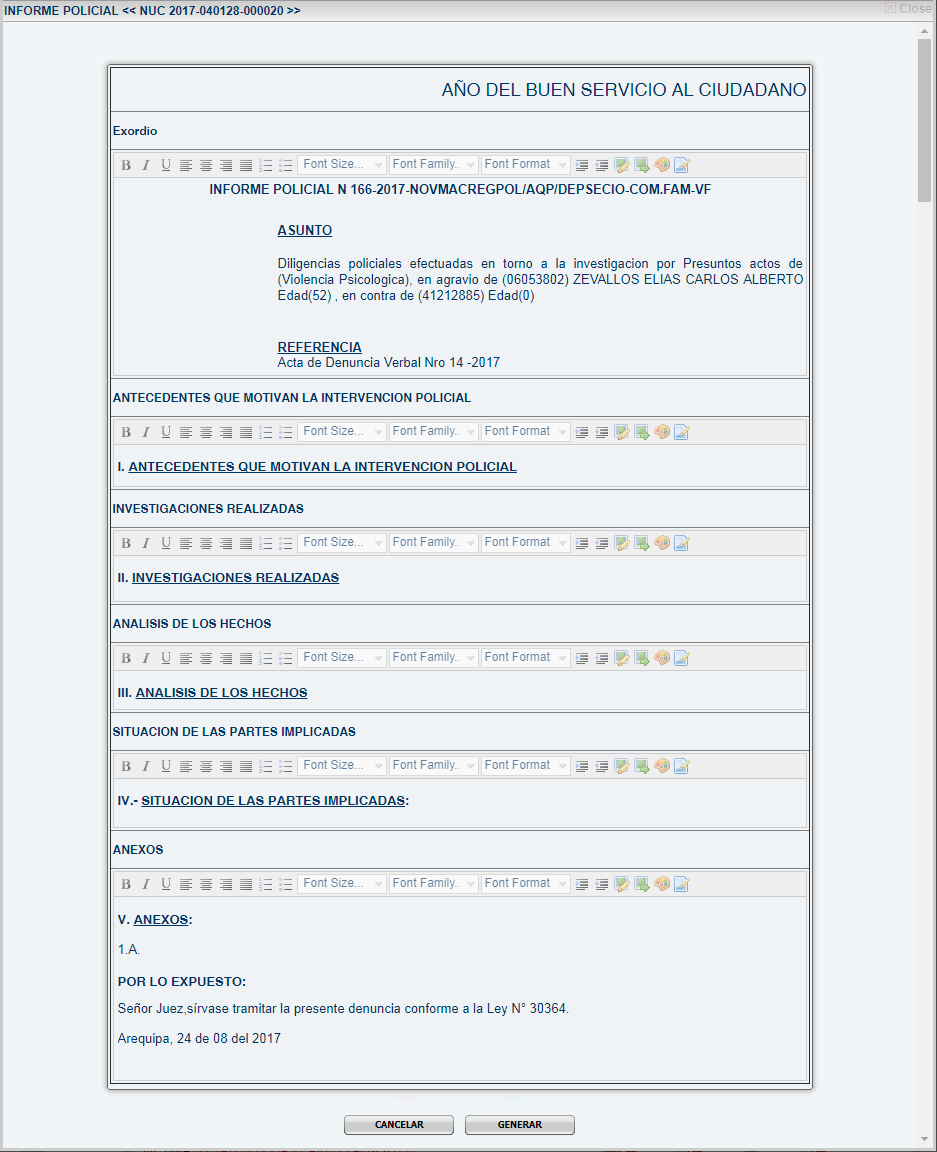 INFORME POLICIAL << NUC 2017-040128-000020 >>
Close
AÑO DEL BUEN SERVICIO AL CIUDADANO
Exordio
B I U Font Size... Font Family. Font Format
INFORME POLICIAL N 166-2017-NOVMACREGPOL/AQP/DEPSECIO-COM.FAM-VF
ASUNTO
Diligencias policiales efectuadas en torno a la investigacion por Presuntos actos de
(Violencia Psicologica), en agravio de (06053802) ZEVALLOS ELIAS CARLOS ALBERTO
Edad(52) , en contra de (41212885) Edad(0)
REFERENCIA
Acta de Denuncia Verbal Nro 14 -2017
ANTECEDENTES QUE MOTIVAN LA INTERVENCION POLICIAL
B I U Font Size... Font Family. Font Format
I. ANTECEDENTES QUE MOTIVAN LA INTERVENCION POLICIAL
INVESTIGACIONES REALIZADAS
B I U Font Size... Font Family. Font Format
II. INVESTIGACIONES REALIZADAS
ANALISIS DE LOS HECHOS
B I U Font Size... Font Family. Font Format
III. ANALISIS DE LOS HECHOS
SITUACION DE LAS PARTES IMPLICADAS
B I U Font Size... Font Family. Font Format
IV.- SITUACION DE LAS PARTES IMPLICADAS:
ANEXOS
B I U Font Size... Font Family. Font Format
V. ANEXOS:
1.A.
POR LO EXPUESTO:
Señor Juez,sírvase tramitar la presente denuncia conforme a la Ley N° 30364.
Arequipa, 24 de 08 del 2017
CANCELAR
GENERAR